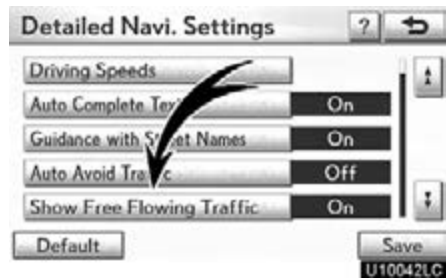 Detailed Navi. Settings ?
Driving Speeds
Auto Complete On
Guidance with Names On
Auto Avoid Off
Show Free Flowing Traffic On
Default Save
U10042LC